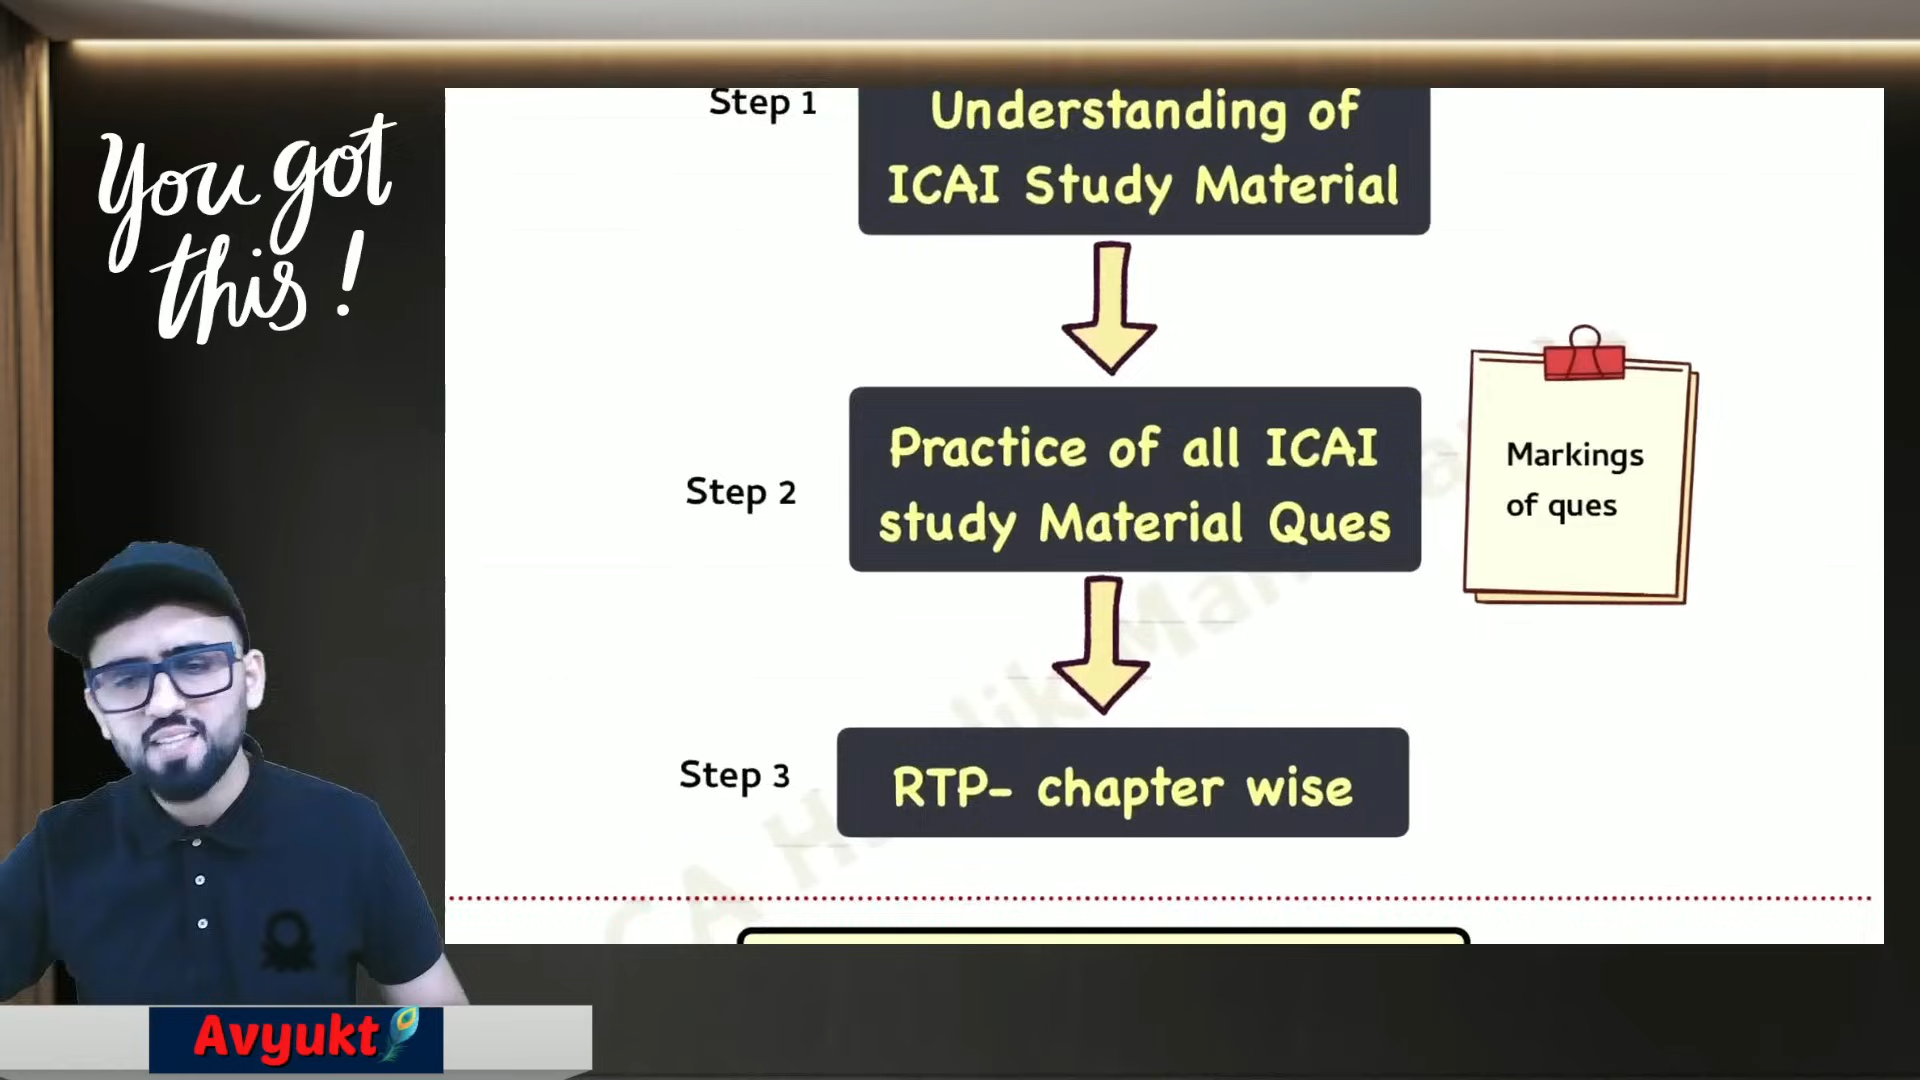 You got
this!
Step 1
Understanding of
ICAI Study Material
Step 2
Practice of all ICAI
study Material Ques
Markings
of ques
Step 3
RTP- chapter wise
CA
Avyukt